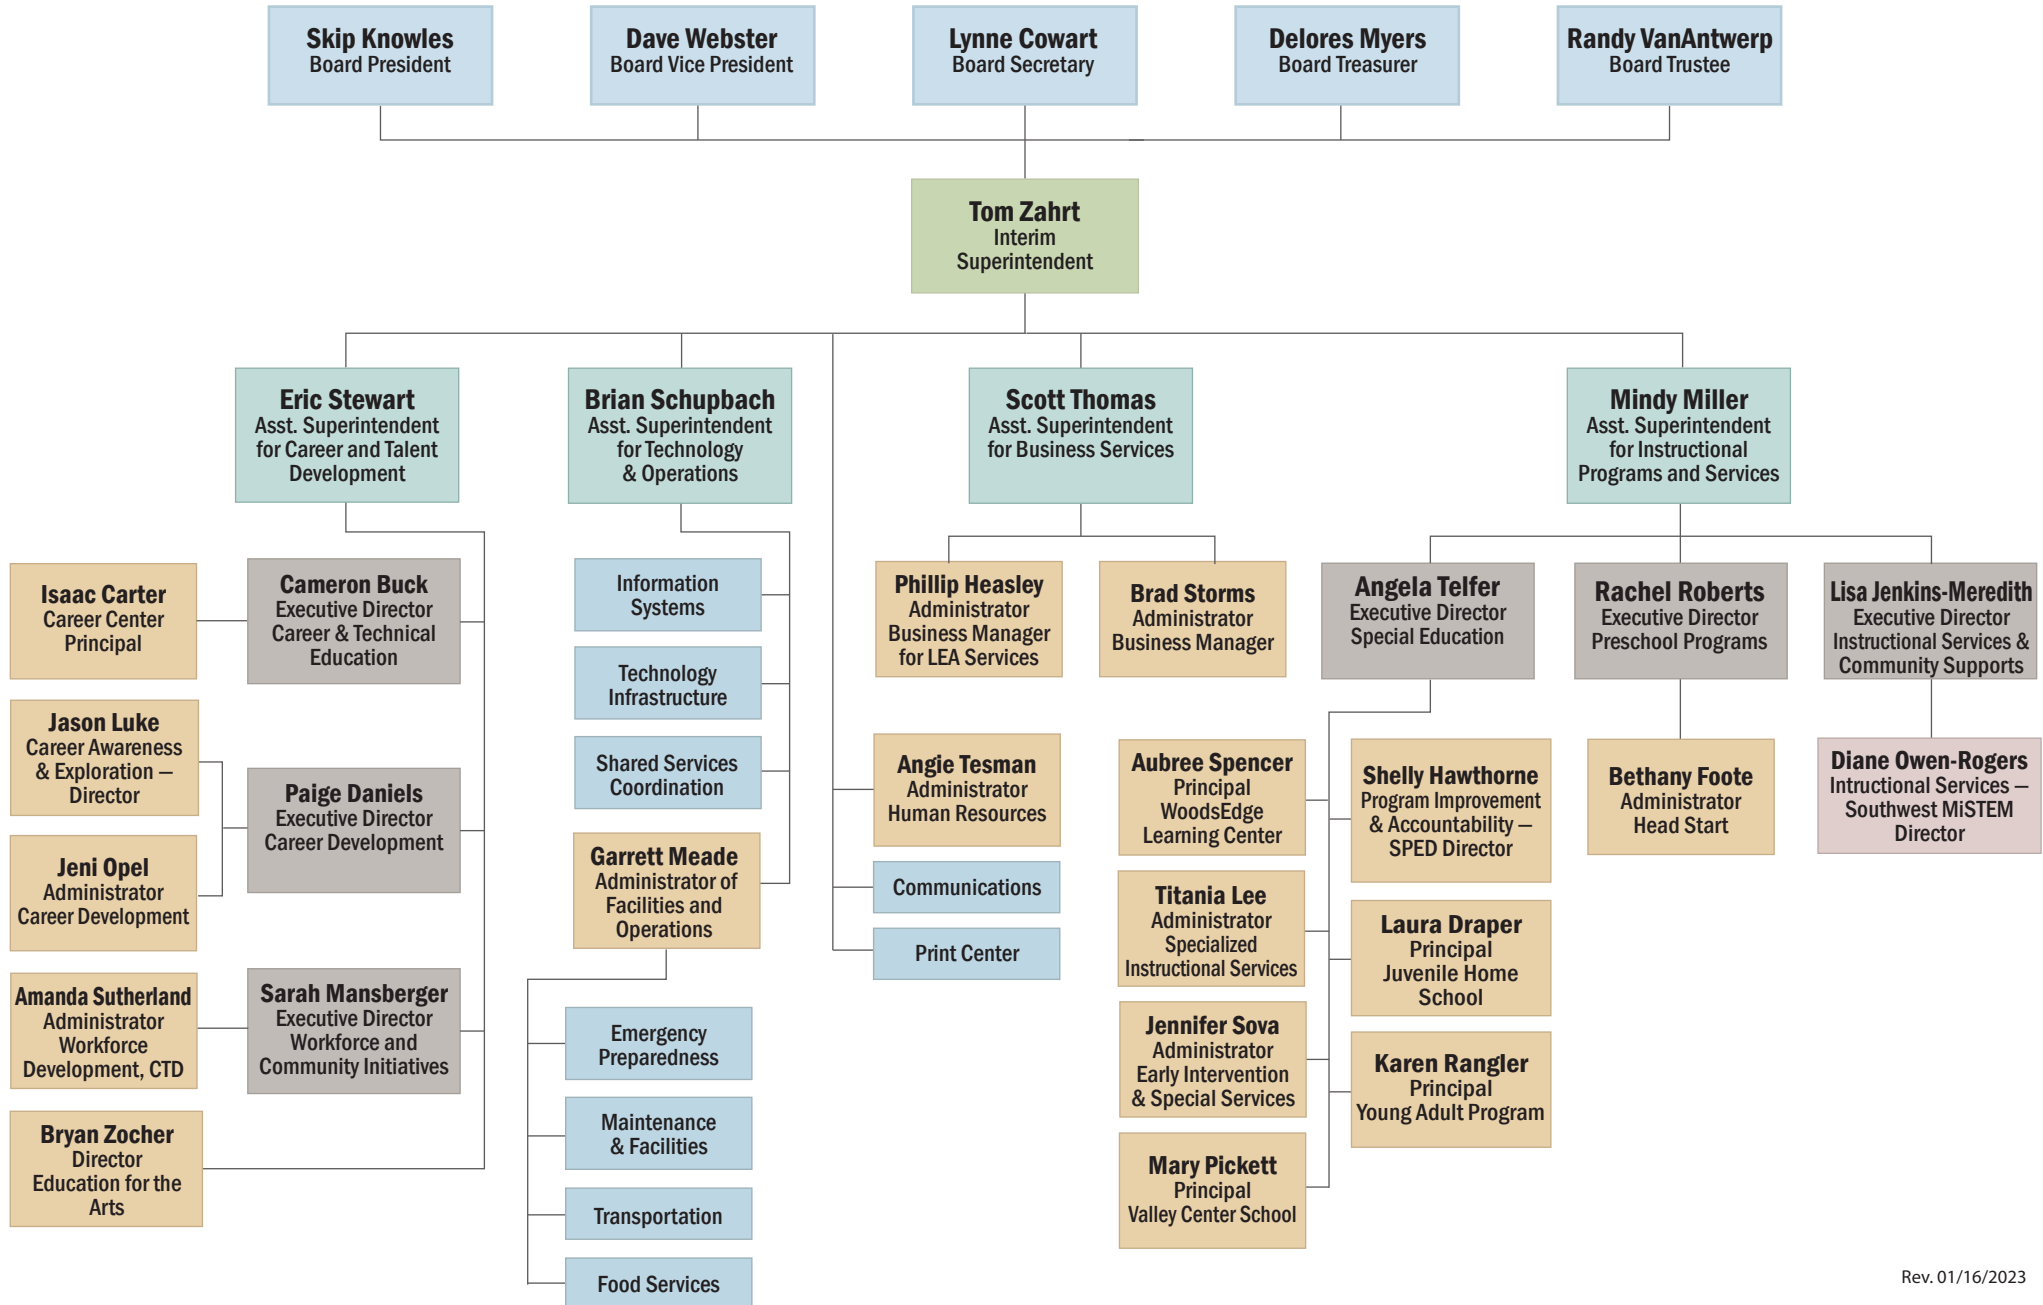 Skip Knowles
Board President
Dave Webster
Board Vice President
Lynne Cowart
Board Secretary
Delores Myers
Board Treasurer
Randy VanAntwerp
Board Trustee
Tom Zahrt
Interim
Superintendent
Eric Stewart
Asst. Superintendent
for Career and Talent
Development
Brian Schupbach
Asst. Superintendent
for Technology
& Operations
Scott Thomas
Asst. Superintendent
for Business Services
Mindy Miller
Asst. Superintendent
for Instructional
Programs and Services
Isaac Carter
Career Center
Principal
Cameron Buck
Executive Director
Career & Technical
Education
Jason Luke
Career Awareness
& Exploration —
Director
Paige Daniels
Executive Director
Career Development
Jeni Opel
Administrator
Career Development
Amanda Sutherland
Administrator
Workforce
Development, CTD
Sarah Mansberger
Executive Director
Workforce and
Community Initiatives
Bryan Zocher
Director
Education for the
Arts
Information
Systems
Technology
Infrastructure
Shared Services
Coordination
Garrett Meade
Administrator of
Facilities and
Operations
Emergency
Preparedness
Maintenance
& Facilities
Transportation
Food Services
Phillip Heasley
Administrator
Business Manager
for LEA Services
Brad Storms
Administrator
Business Manager
Angie Tesman
Administrator
Human Resources
Communications
Print Center
Angela Telfer
Executive Director
Special Education
Rachel Roberts
Executive Director
Preschool Programs
Lisa Jenkins-Meredith
Executive Director
Instructional Services &
Community Supports
Aubree Spencer
Principal
WoodsEdge
Learning Center
Shelly Hawthorne
Program Improvement
& Accountability —
SPED Director
Titania Lee
Administrator
Specialized
Instructional Services
Laura Draper
Principal
Juvenile Home
School
Jennifer Sova
Administrator
Early Intervention
& Special Services
Karen Rangler
Principal
Young Adult Program
Mary Pickett
Principal
Valley Center School
Bethany Foote
Administrator
Head Start
Diane Owen-Rogers
Intructional Services —
Southwest MiSTEM
Director
Rev. 01/16/2023